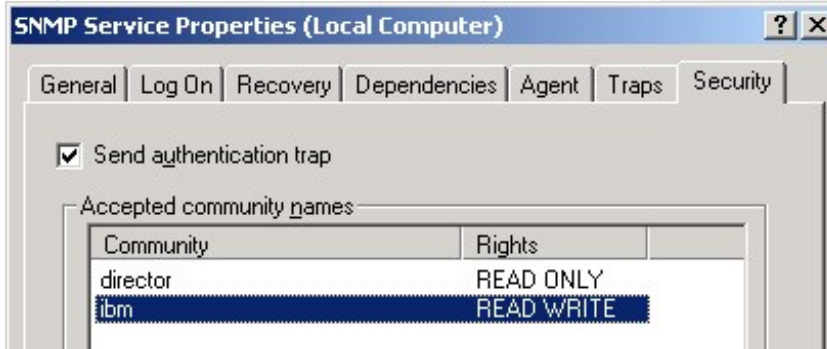 SNMP Service Properties (Local Computer)
General Log On Recovery Dependencies Agent Traps Security
Send authentication trap
Accepted community names
Community Rights
director READ ONLY
ibm READ WRITE